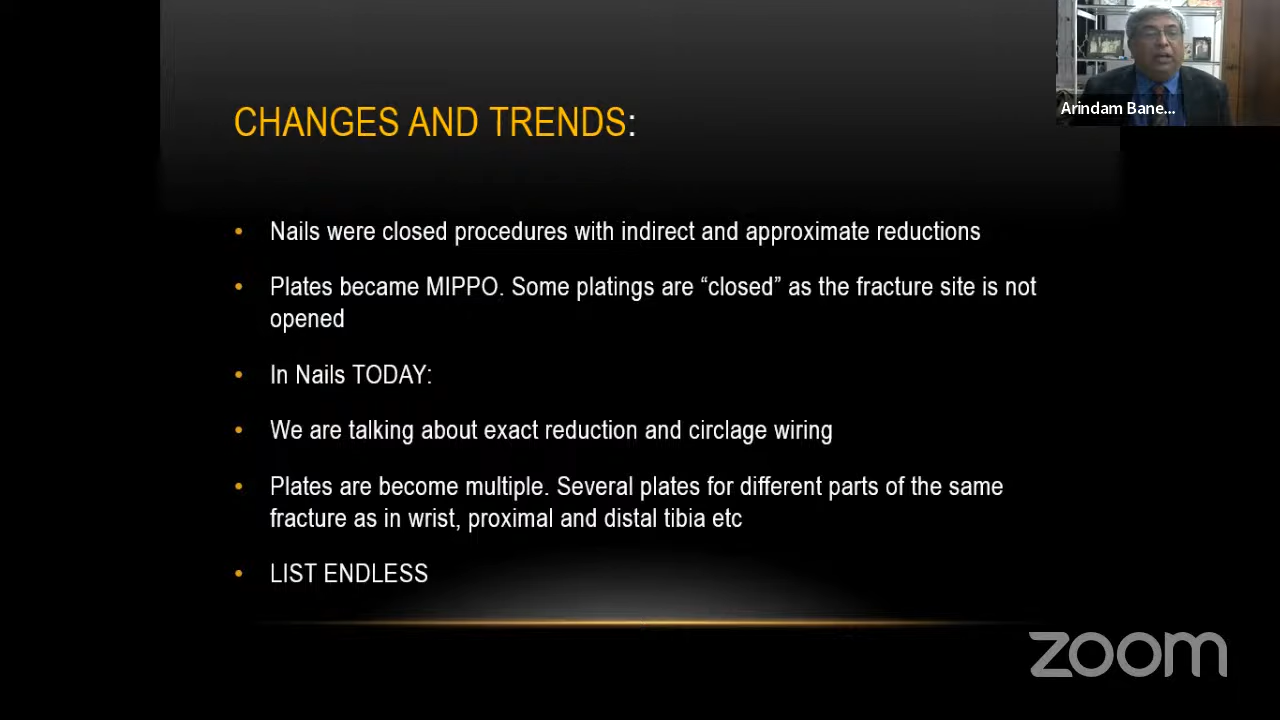 Arindam Bane...
CHANGES AND TRENDS:
• Nails were closed procedures with indirect and approximate reductions
• Plates became MIPPO. Some platings are “closed” as the fracture site is not
opened
• In Nails TODAY:
• We are talking about exact reduction and circlage wiring
• Plates are become multiple. Several plates for different parts of the same
fracture as in wrist, proximal and distal tibia etc
• LIST ENDLESS
zoom